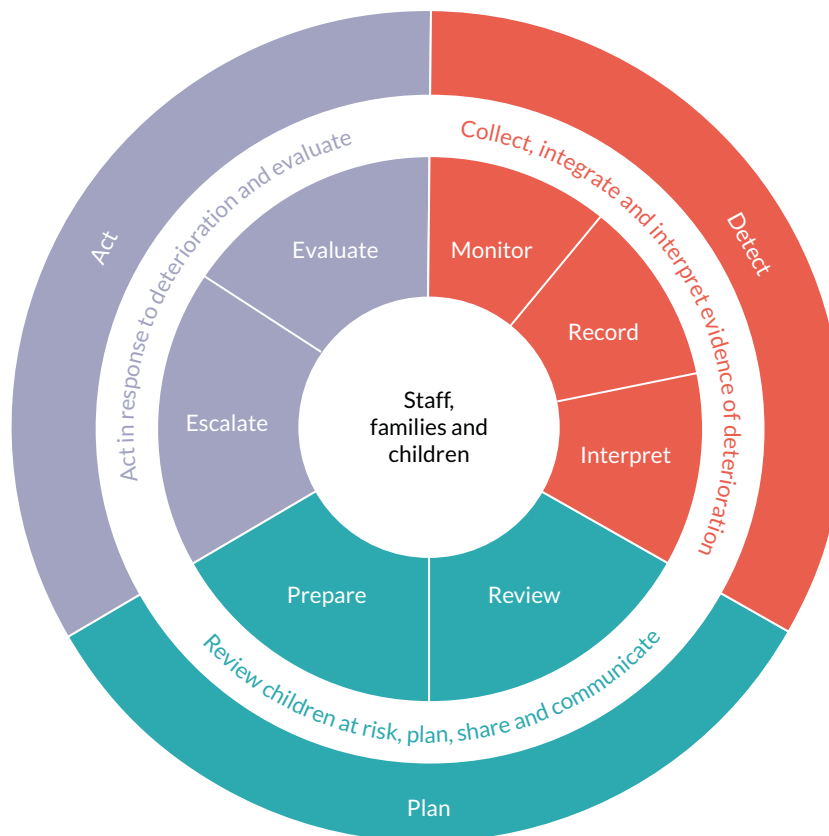 Act
Detect
Plan
Act in response to deterioration and evaluate
Collect, integrate and interpret evidence of deterioration
Review children at risk, plan, share and communicate
Evaluate
Monitor
Record
Interpret
Review
Prepare
Escalate
Staff,
families and
children